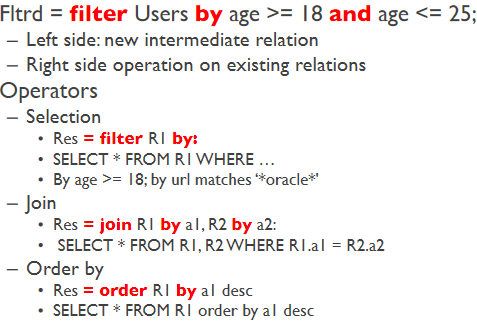 Fltrd = filter Users by age >= 18 and age <= 25;
– Left side: new intermediate relation
– Right side operation on existing relations
Operators
– Selection
• Res = filter R1 by:
• SELECT * FROM R1 WHERE …
• By age >= 18; by url matches ‘*oracle*'
– Join
• Res = join R1 by a1, R2 by a2:
• SELECT * FROM R1, R2 WHERE R1.a1 = R2.a2
– Order by
• Res = order R1 by a1 desc
• SELECT * FROM R1 order by a1 desc